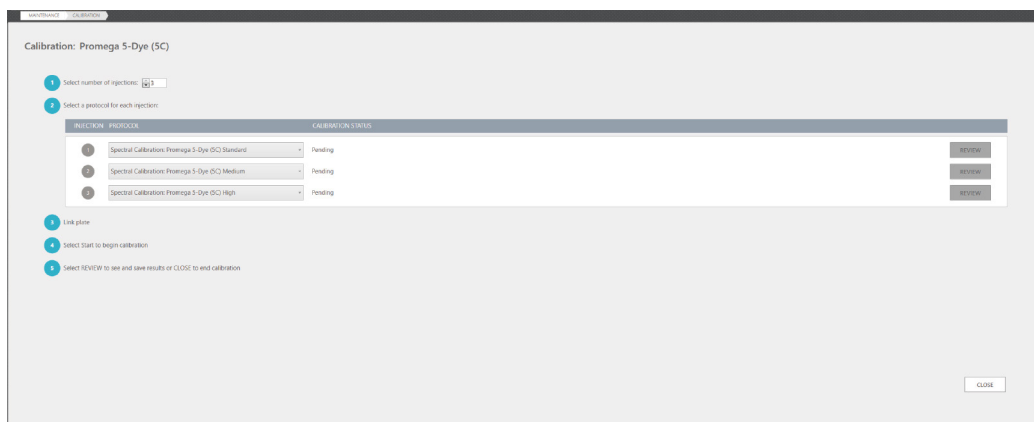 MAINTENANCE CALIBRATION
Calibration: Promega 5-Dye (5C)
1 Select number of injections: 3
2 Select a protocol for each injection:
INJECTION PROTOCOL CALIBRATION STATUS
1 Spectral Calibration: Promega 5-Dye (5C) Standard Pending REVIEW
2 Spectral Calibration: Promega 5-Dye (5C) Medium Pending REVIEW
3 Spectral Calibration: Promega 5-Dye (5C) High Pending REVIEW
3 Link plate
4 Select Start to begin calibration
5 Select REVIEW to see and save results or CLOSE to end calibration
CLOSE